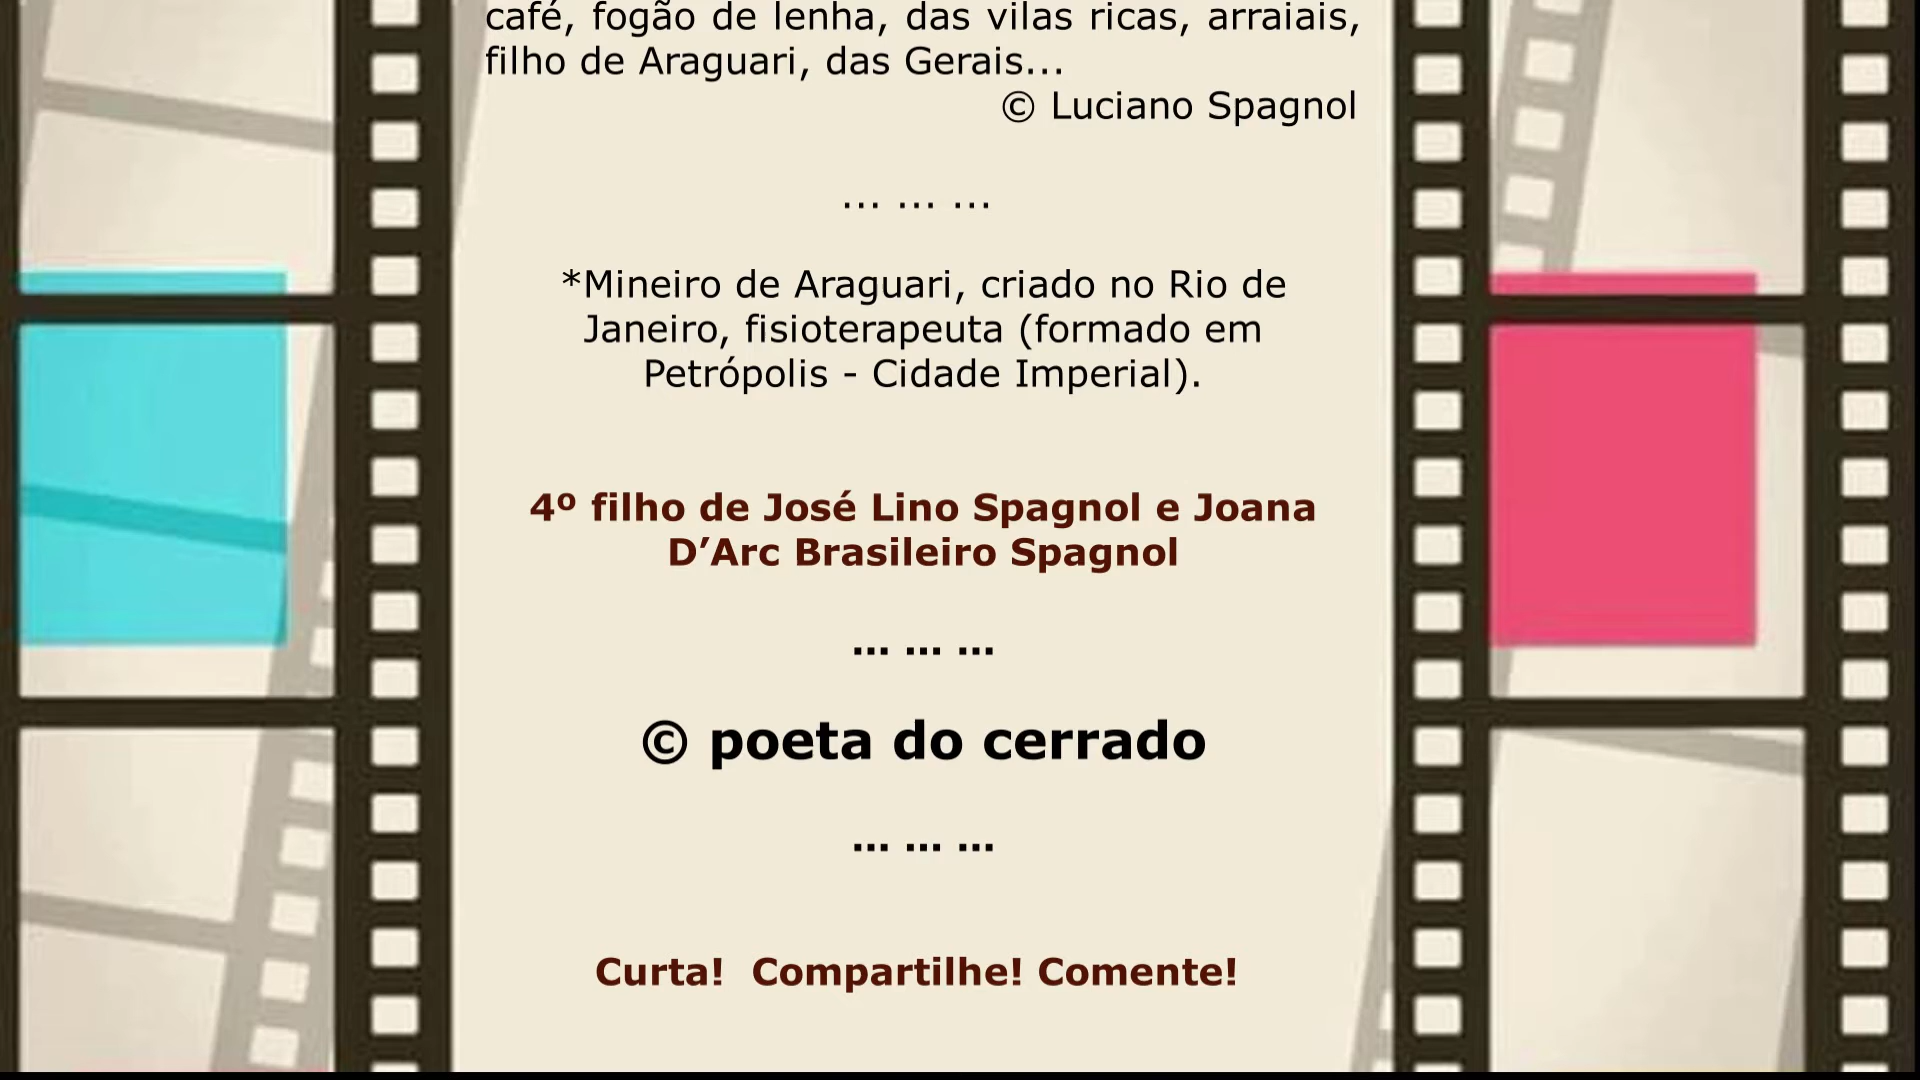 café, fogão de lenha, das vilas ricas, arraiais,
filho de Araguari, das Gerais...
© Luciano Spagnol
... ... ...
*Mineiro de Araguari, criado no Rio de
Janeiro, fisioterapeuta (formado em
Petrópolis - Cidade Imperial).
4º filho de José Lino Spagnol e Joana
D’Arc Brasileiro Spagnol
... ... ...
© poeta do cerrado
... ... ...
Curta!  Compartilhe! Comente!